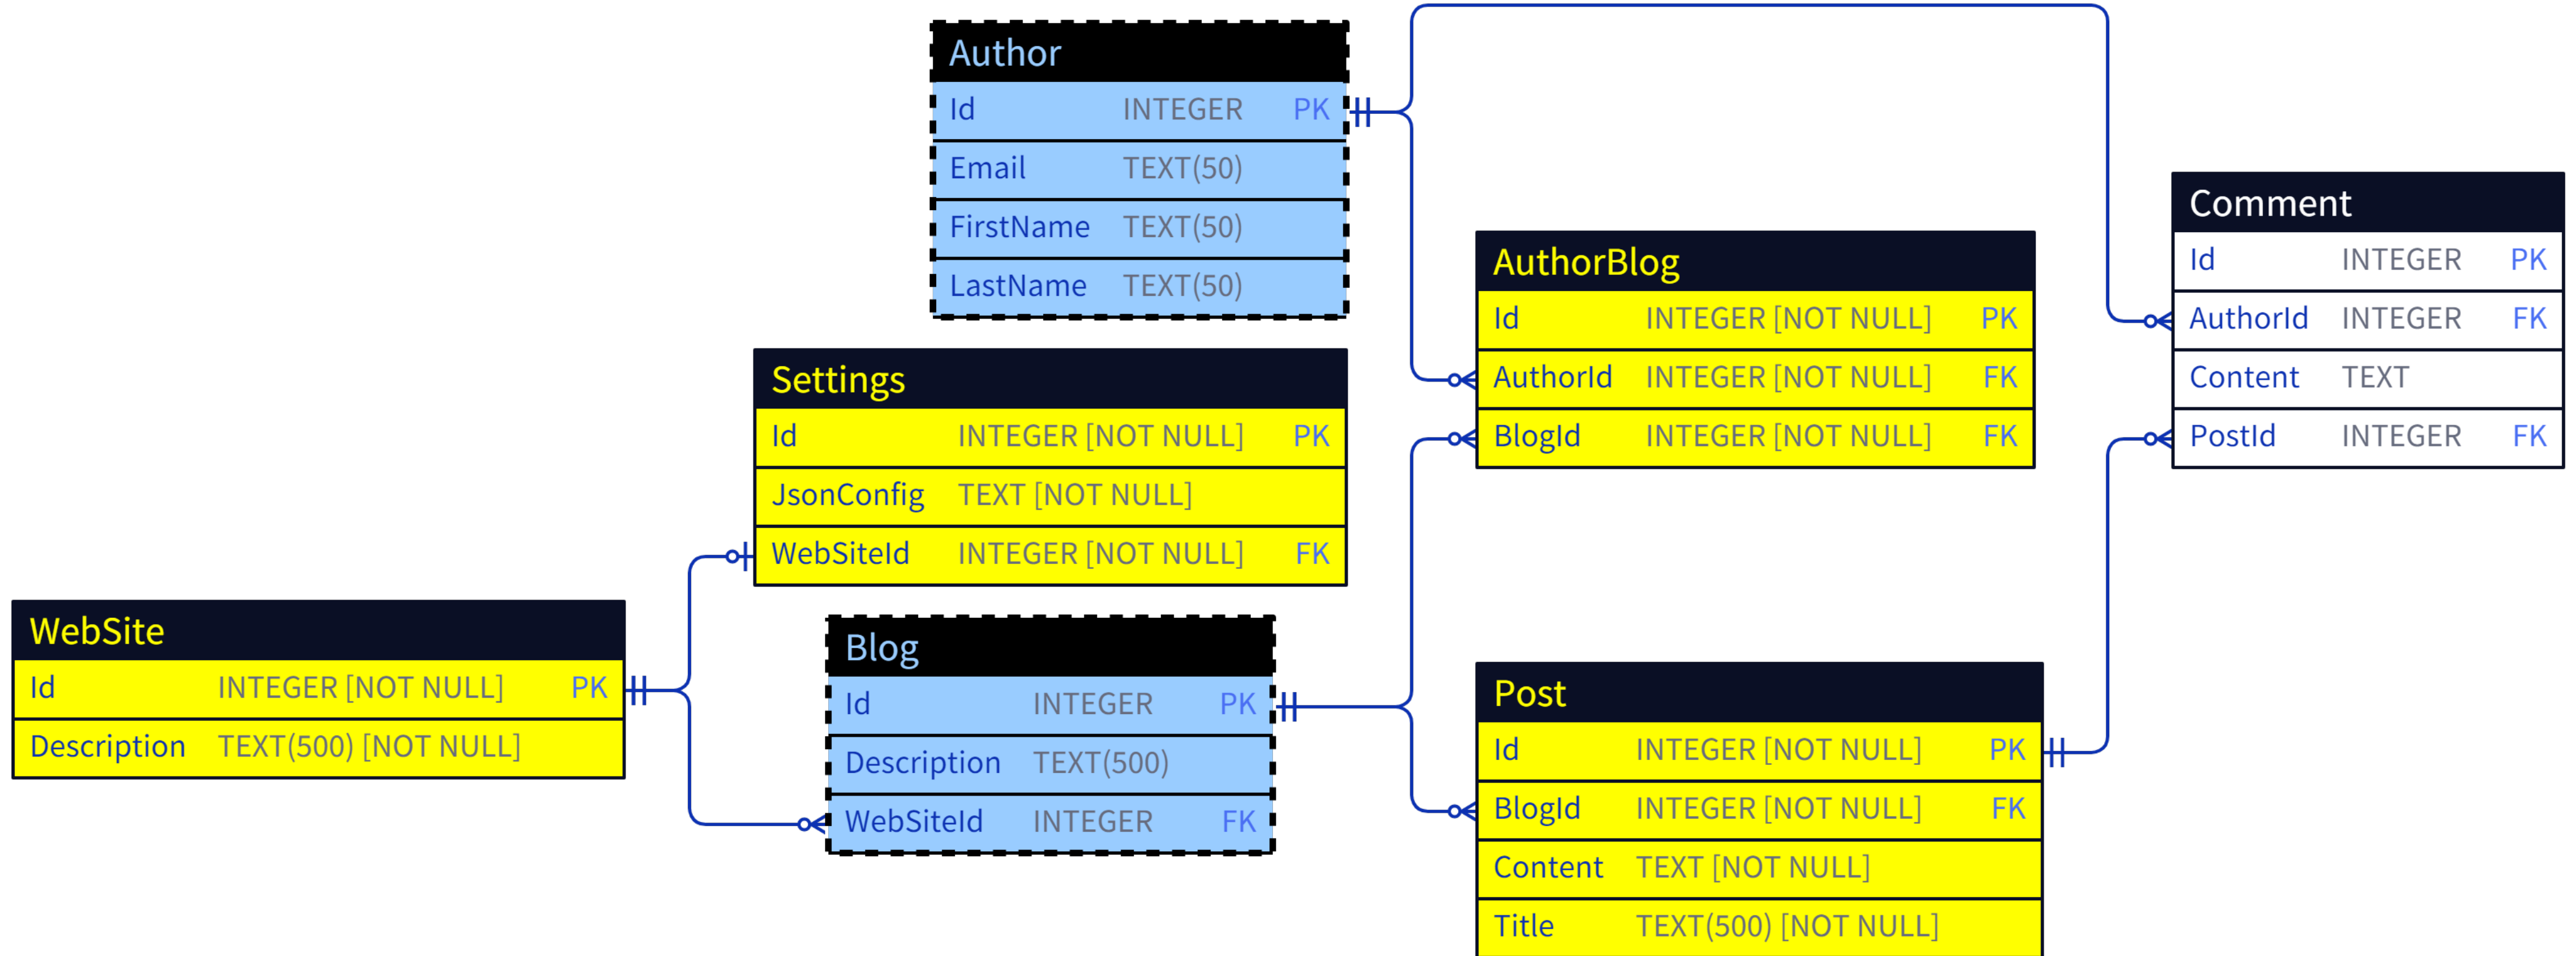 Author
Id INTEGER PK
Email TEXT(50)
FirstName TEXT(50)
LastName TEXT(50)
Settings
Id INTEGER [NOT NULL] PK
JsonConfig TEXT [NOT NULL]
WebSiteId INTEGER [NOT NULL] FK
WebSite
Id INTEGER [NOT NULL] PK
Description TEXT(500) [NOT NULL]
Blog
Id INTEGER PK
Description TEXT(500)
WebSiteId INTEGER FK
AuthorBlog
Id INTEGER [NOT NULL] PK
AuthorId INTEGER [NOT NULL] FK
BlogId INTEGER [NOT NULL] FK
Post
Id INTEGER [NOT NULL] PK
BlogId INTEGER [NOT NULL] FK
Content TEXT [NOT NULL]
Title TEXT(500) [NOT NULL]
Comment
Id INTEGER PK
AuthorId INTEGER FK
Content TEXT
PostId INTEGER FK